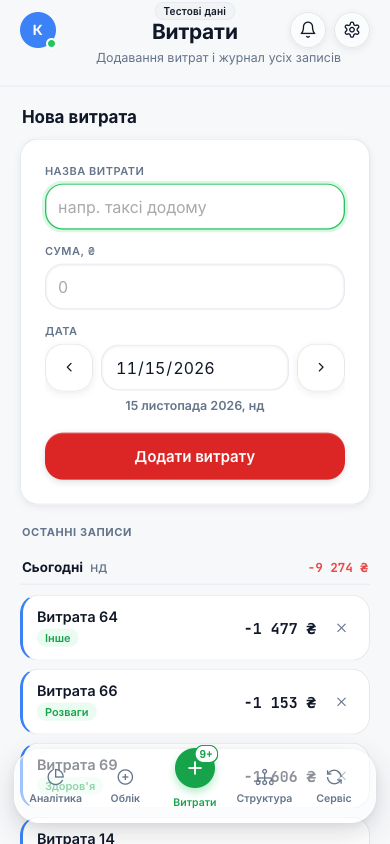 Тестові дані
К
Витрати
Додавання витрат і журнал усіх записів
Нова витрата
НАЗВА ВИТРАТИ
напр. таксі додому
СУМА, ₴
0
ДАТА
11/15/2026
15 листопада 2026, нд
Додати витрату
ОСТАННІ ЗАПИСИ
Сьогодні нд -9 274 ₴
Витрата 64
-1 477 ₴ ×
Інше
Витрата 66
-1 153 ₴ ×
Розваги
Витрата 69
-1 606 ₴ ×
Здоров'я
9+
Аналітика
Облік
Витрати
Структура
Сервіс
Витрата 14